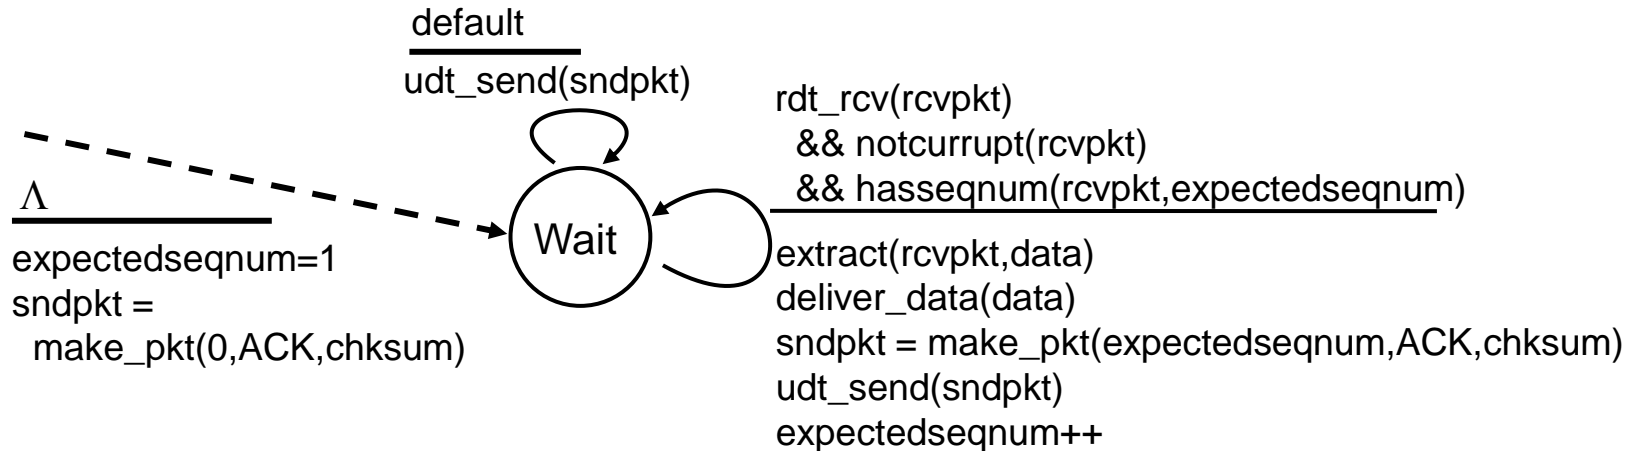 default
udt_send(sndpkt)
rdt_rcv(rcvpkt)
&& notcurrupt(rcvpkt)
&& hasseqnum(rcvpkt,expectedseqnum)
Λ
Wait
expectedseqnum=1
sndpkt =
make_pkt(0,ACK,chksum)
extract(rcvpkt,data)
deliver_data(data)
sndpkt = make_pkt(expectedseqnum,ACK,chksum)
udt_send(sndpkt)
expectedseqnum++